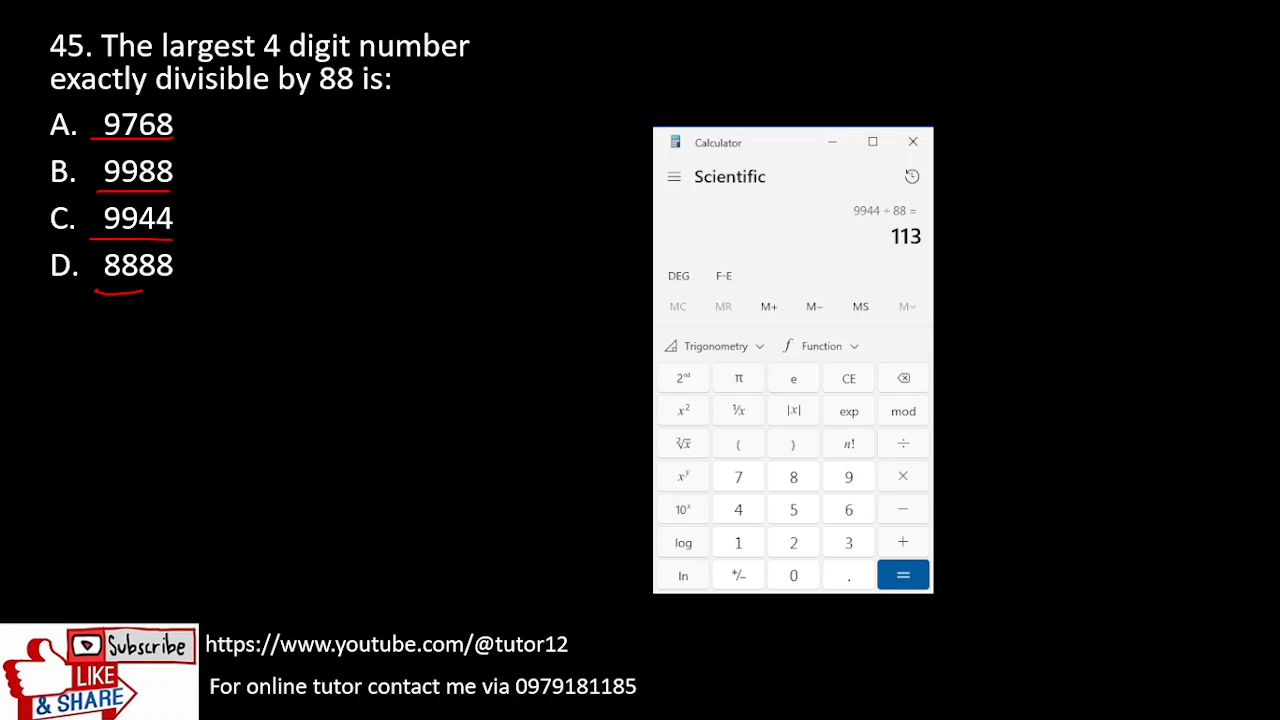 45. The largest 4 digit number
exactly divisible by 88 is:
A. 9768
B. 9988
C. 9944
D. 8888
Calculator
Scientific
9944 ÷ 88 =
113
DEG F-E
MC MR M+ M− MS M˅
Trigonometry f Function
2ⁿᵈ π e CE
x² ¹/x |x| exp mod
²√x ( ) n! ÷
xʸ 7 8 9 ×
10ˣ 4 5 6 −
log 1 2 3 +
ln +/− 0 . =
Subscribe
LIKE
& SHARE
https://www.youtube.com/@tutor12
For online tutor contact me via 0979181185